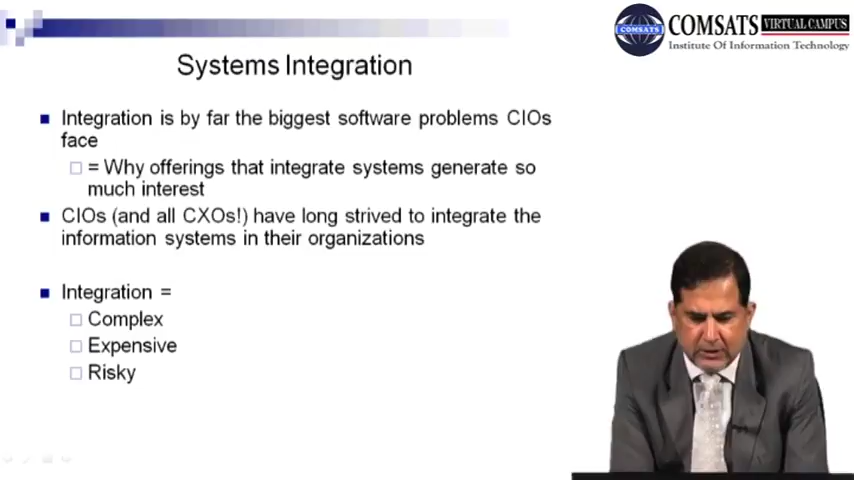 COMSATS VIRTUAL CAMPUS
COMSATS
Institute Of Information Technology
Systems Integration
Integration is by far the biggest software problems CIOs
face
= Why offerings that integrate systems generate so
much interest
CIOs (and all CXOs!) have long strived to integrate the
information systems in their organizations
Integration =
Complex
Expensive
Risky